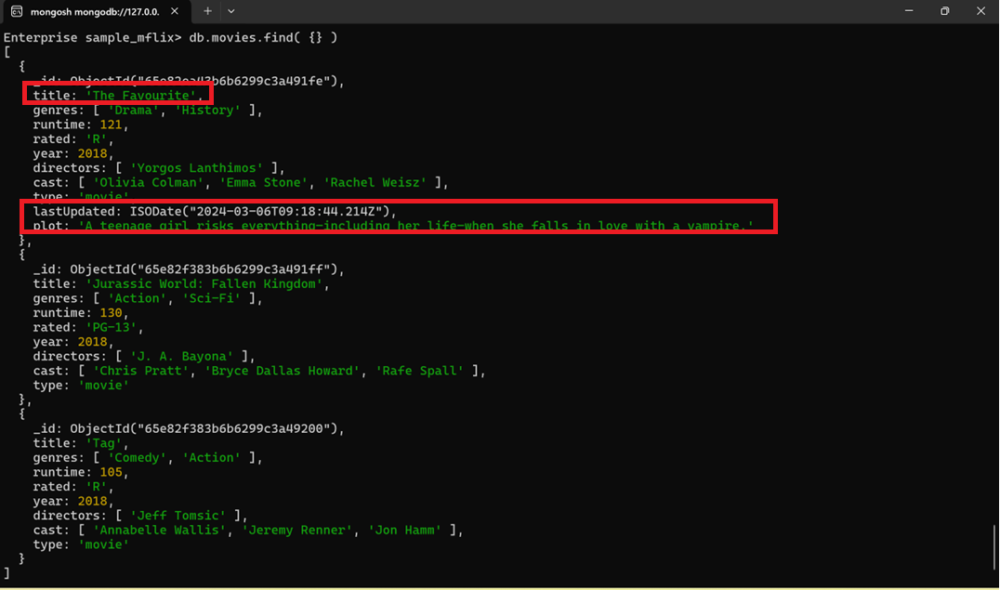 mongosh mongodb://127.0.0.
Enterprise sample_mflix> db.movies.find( {} )
[
  {
    _id: ObjectId("65e82ea43b6b6299c3a491fe"),
    title: 'The Favourite',
    genres: [ 'Drama', 'History' ],
    runtime: 121,
    rated: 'R',
    year: 2018,
    directors: [ 'Yorgos Lanthimos' ],
    cast: [ 'Olivia Colman', 'Emma Stone', 'Rachel Weisz' ],
    type: 'movie'
    lastUpdated: ISODate("2024-03-06T09:18:44.214Z"),
    plot: 'A teenage girl risks everything–including her life–when she falls in love with a vampire.'
  },
  {
    _id: ObjectId("65e82f383b6b6299c3a491ff"),
    title: 'Jurassic World: Fallen Kingdom',
    genres: [ 'Action', 'Sci-Fi' ],
    runtime: 130,
    rated: 'PG-13',
    year: 2018,
    directors: [ 'J. A. Bayona' ],
    cast: [ 'Chris Pratt', 'Bryce Dallas Howard', 'Rafe Spall' ],
    type: 'movie'
  },
  {
    _id: ObjectId("65e82f383b6b6299c3a49200"),
    title: 'Tag',
    genres: [ 'Comedy', 'Action' ],
    runtime: 105,
    rated: 'R',
    year: 2018,
    directors: [ 'Jeff Tomsic' ],
    cast: [ 'Annabelle Wallis', 'Jeremy Renner', 'Jon Hamm' ],
    type: 'movie'
  }
]